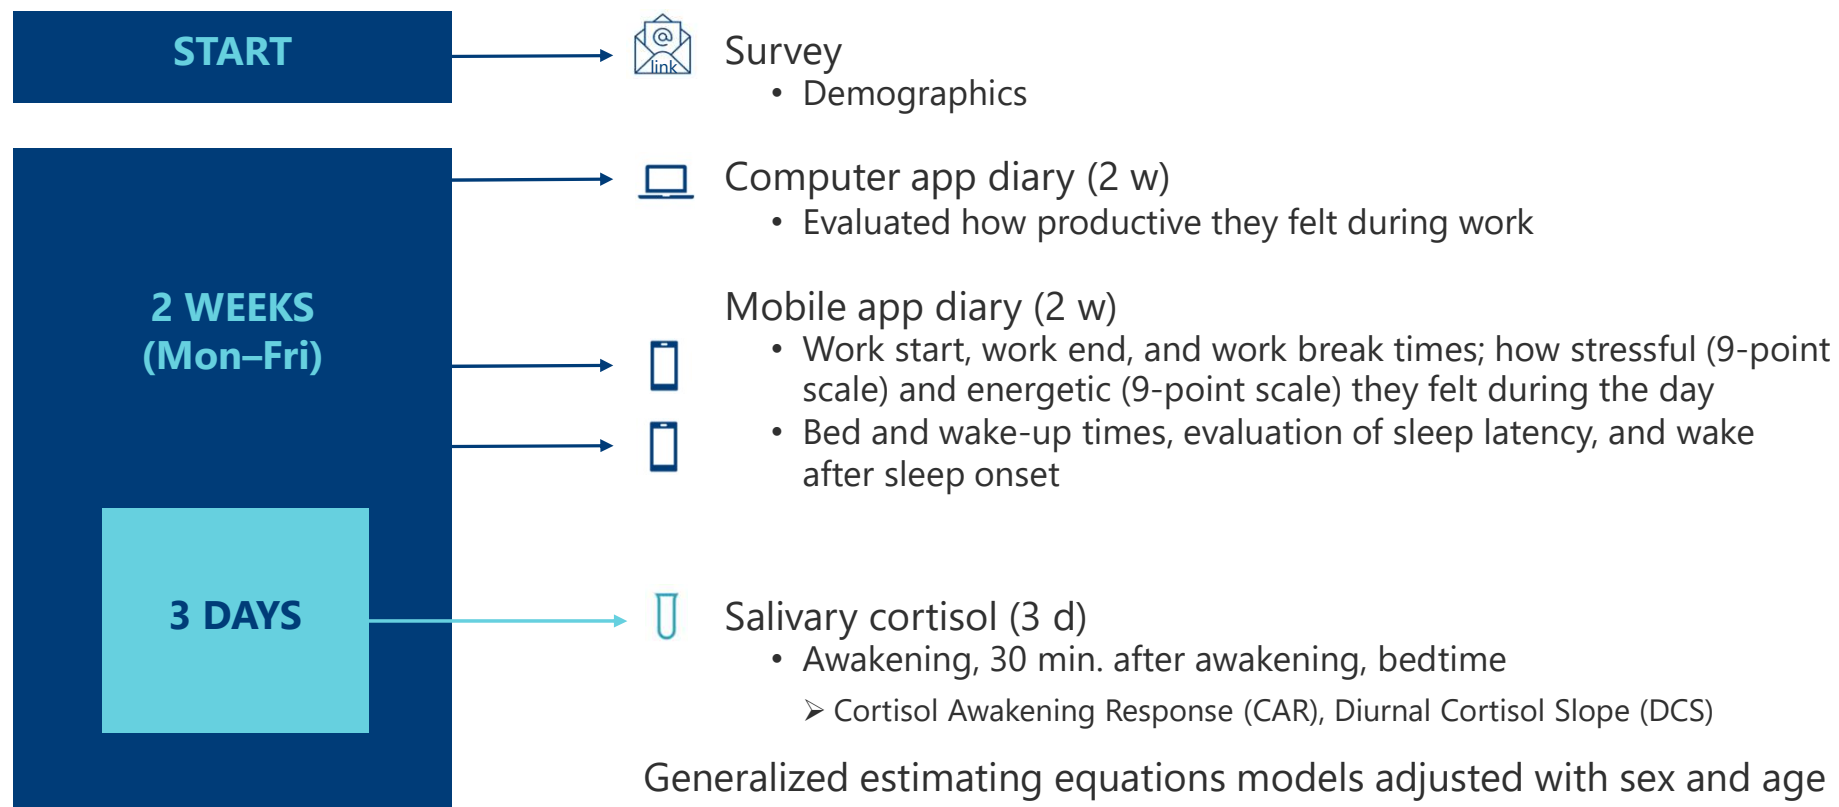 START
@
link
Survey
• Demographics
2 WEEKS
(Mon–Fri)
Computer app diary (2 w)
• Evaluated how productive they felt during work
Mobile app diary (2 w)
• Work start, work end, and work break times; how stressful (9-point
scale) and energetic (9-point scale) they felt during the day
• Bed and wake-up times, evaluation of sleep latency, and wake
after sleep onset
3 DAYS
Salivary cortisol (3 d)
• Awakening, 30 min. after awakening, bedtime
➢ Cortisol Awakening Response (CAR), Diurnal Cortisol Slope (DCS)
Generalized estimating equations models adjusted with sex and age